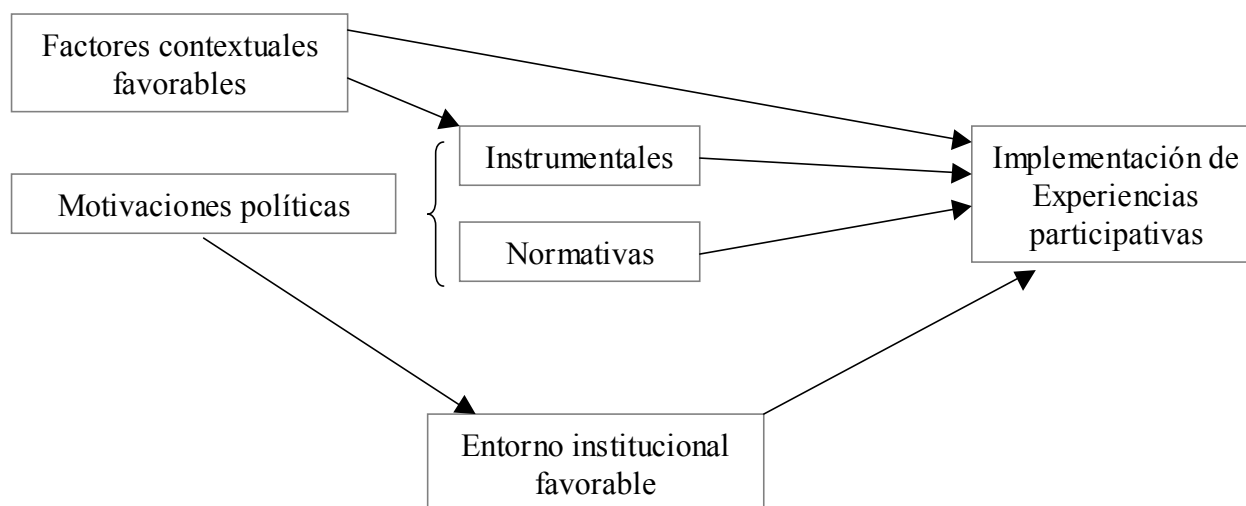 Factores contextuales
favorables
Instrumentales
Motivaciones políticas
Normativas
Implementación de
Experiencias
participativas
Entorno institucional
favorable